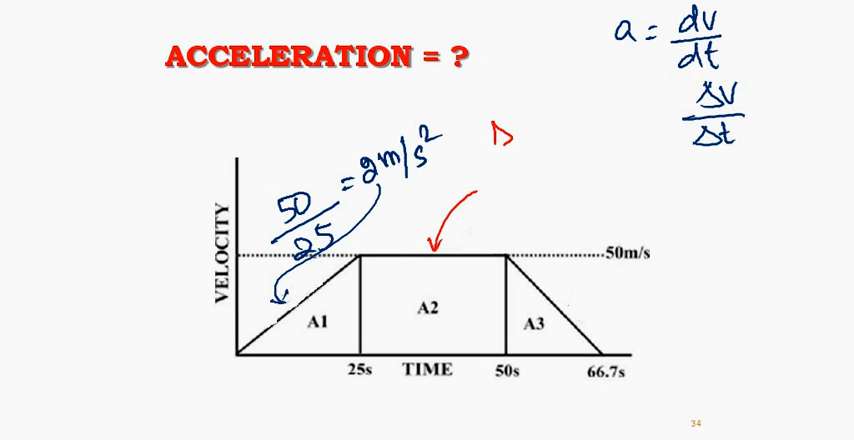 a = dv/dt
ACCELERATION = ?
Δv/Δt
50/25 = 2m/s²
VELOCITY
50m/s
A1
A2
A3
25s
TIME
50s
66.7s
34